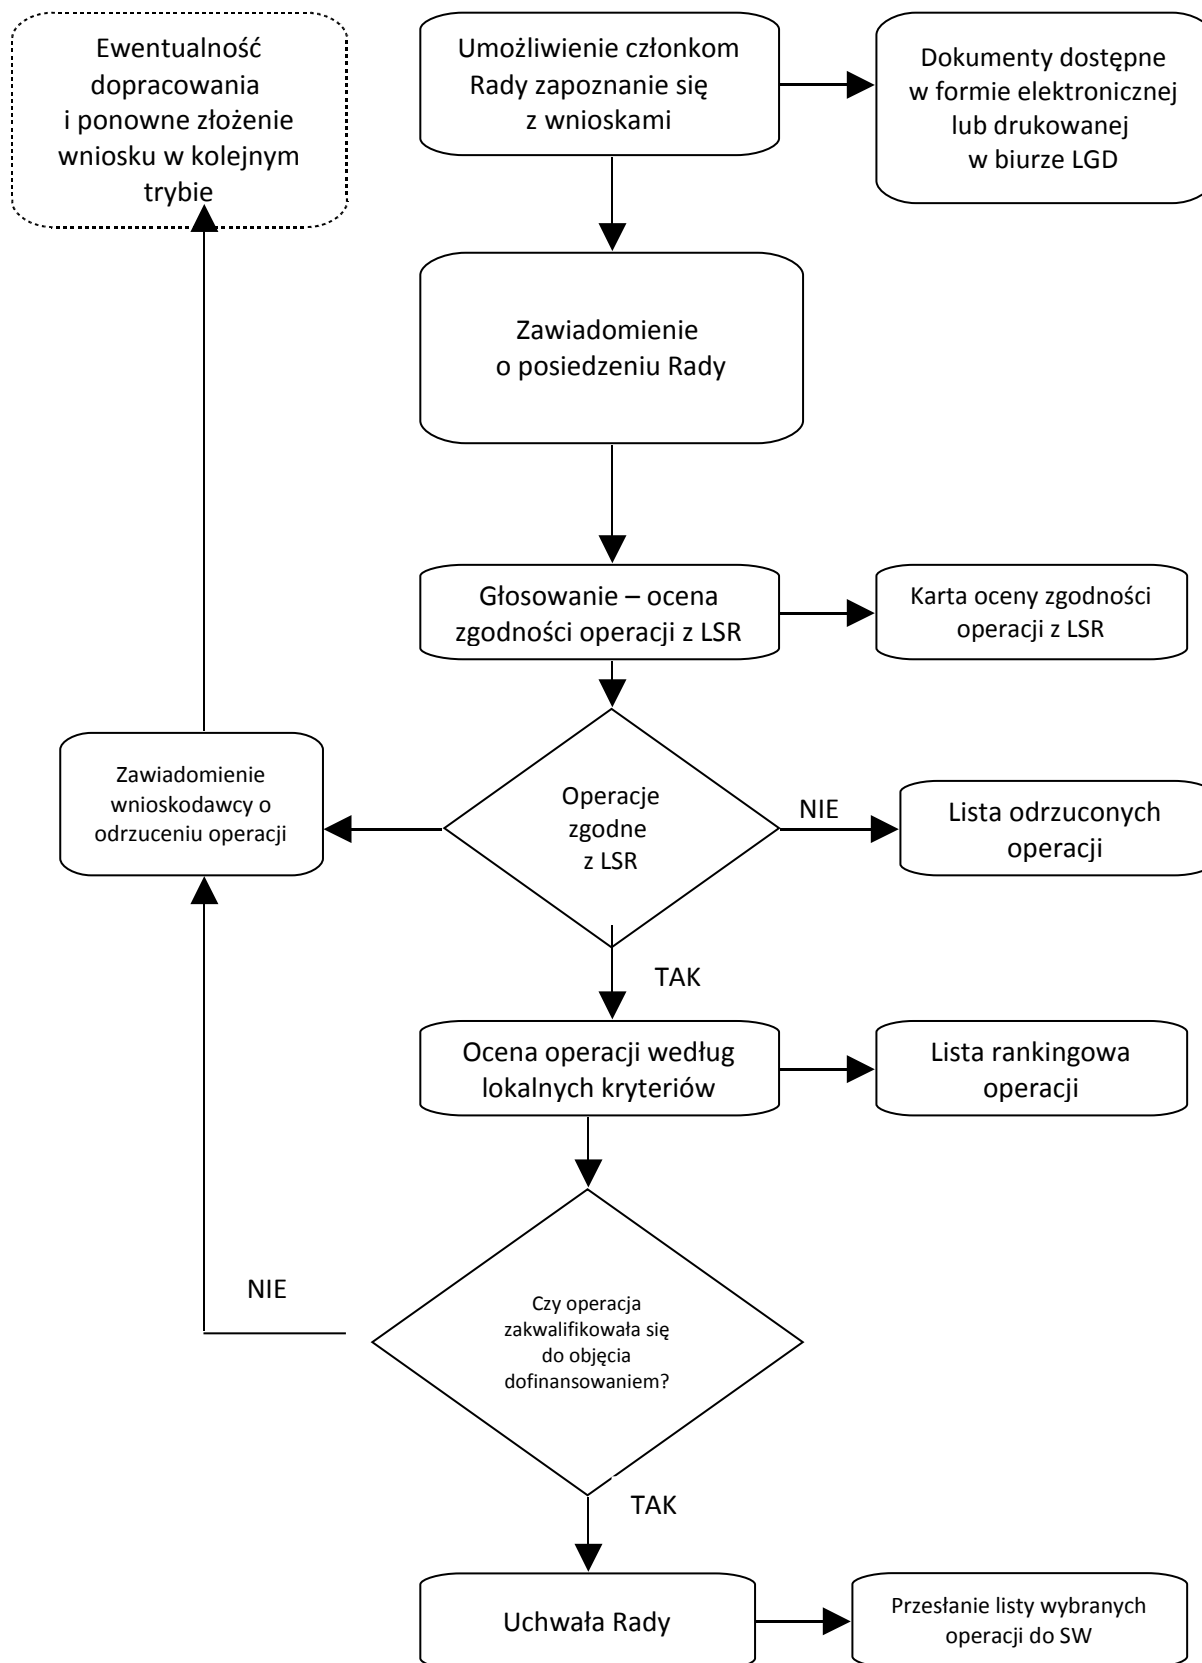 Ewentualność
dopracowania
i ponowne złożenie
wniosku w kolejnym
trybie
Umożliwienie członkom
Rady zapoznanie się
z wnioskami
Dokumenty dostępne
w formie elektronicznej
lub drukowanej
w biurze LGD
Zawiadomienie
o posiedzeniu Rady
Głosowanie – ocena
zgodności operacji z LSR
Karta oceny zgodności
operacji z LSR
Zawiadomienie
wnioskodawcy o
odrzuceniu operacji
Operacje
zgodne
z LSR
NIE
Lista odrzuconych
operacji
TAK
Ocena operacji według
lokalnych kryteriów
Lista rankingowa
operacji
NIE
Czy operacja
zakwalifikowała się
do objęcia
dofinansowaniem?
TAK
Uchwała Rady
Przesłanie listy wybranych
operacji do SW